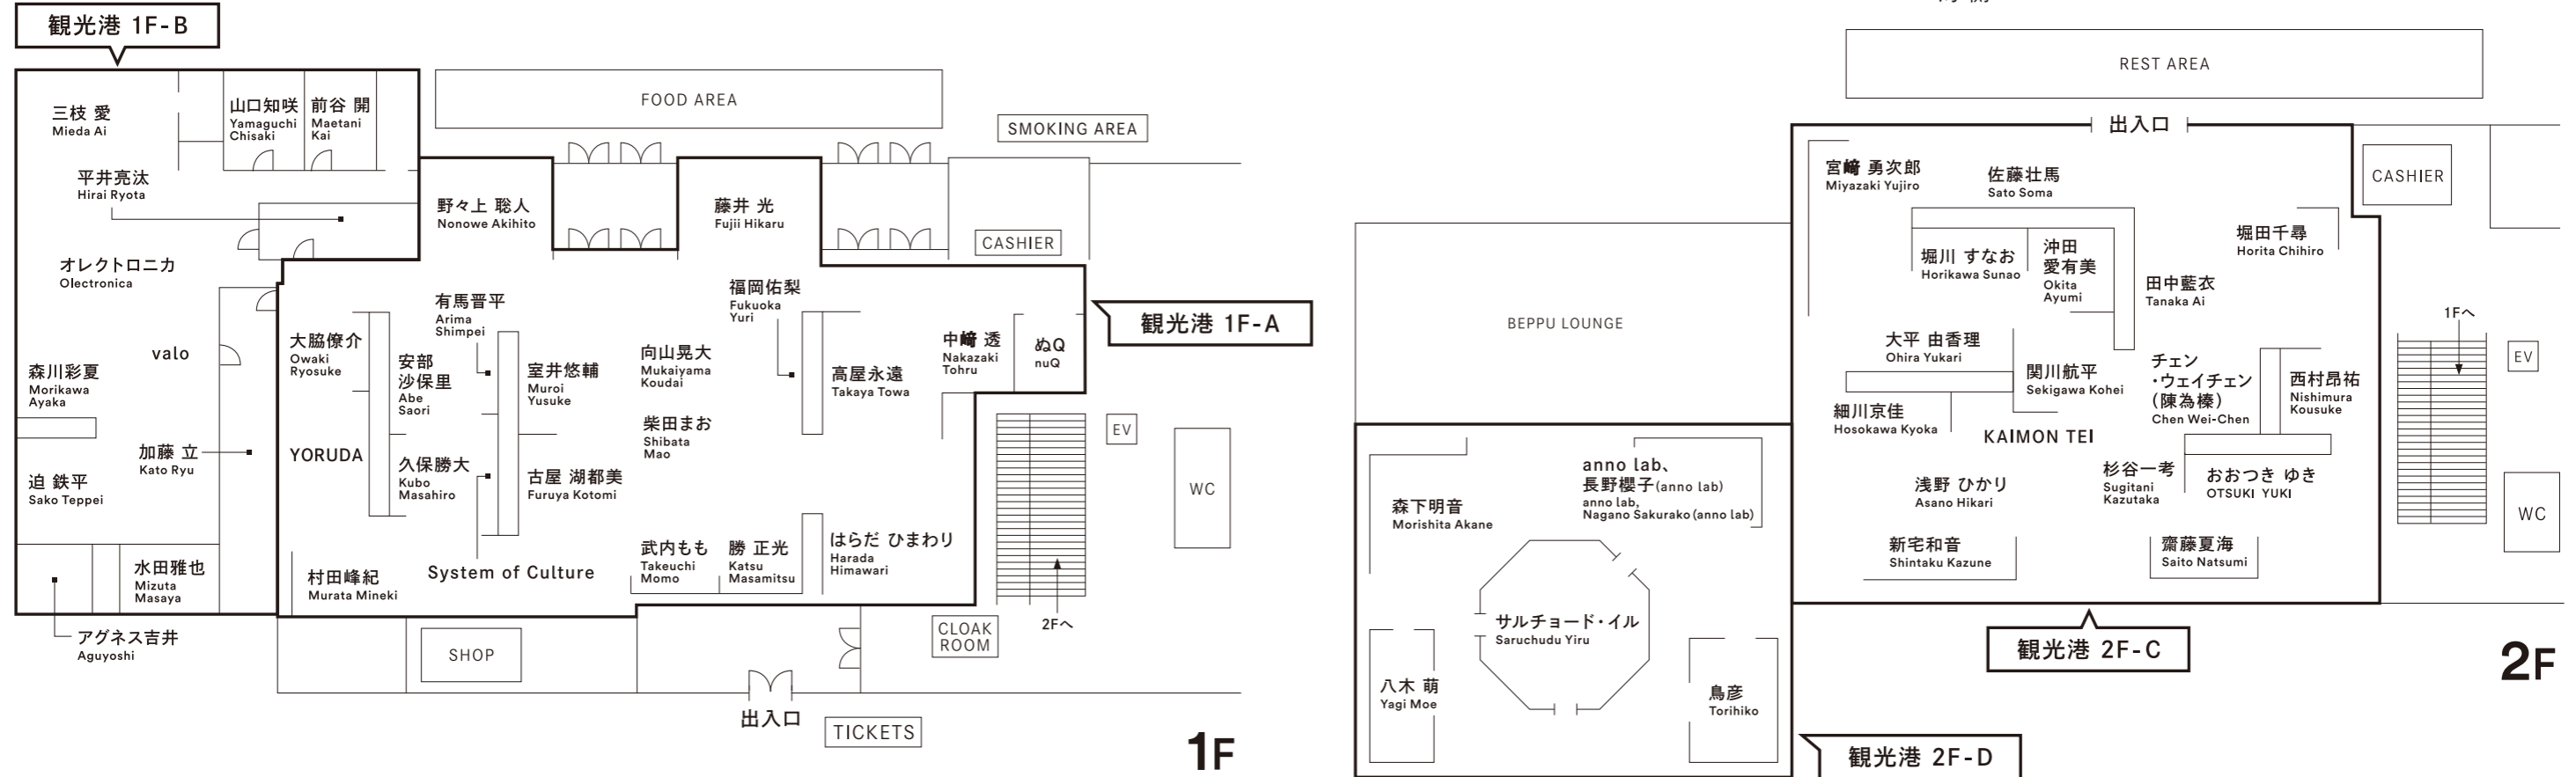 観光港 1F-B
三枝 愛
Mieda Ai
山口知咲
Yamaguchi
Chisaki
前谷 開
Maetani
Kai
平井亮汰
Hirai Ryota
オレクトロニカ
Olectronica
valo
森川彩夏
Morikawa
Ayaka
加藤 立
Kato Ryu
迫 鉄平
Sako Teppei
水田雅也
Mizuta
Masaya
アグネス吉井
Aguyoshi
FOOD AREA
SMOKING AREA
野々上 聡人
Nonowe Akihito
藤井 光
Fujii Hikaru
CASHIER
観光港 1F-A
大脇僚介
Owaki
Ryosuke
有馬晋平
Arima
Shimpei
安部
沙保里
Abe
Saori
室井悠輔
Muroi
Yusuke
向山晃大
Mukaiyama
Koudai
福岡佑梨
Fukuoka
Yuri
高屋永遠
Takaya Towa
中﨑 透
Nakazaki
Tohru
ぬQ
nuQ
YORUDA
久保勝大
Kubo
Masahiro
古屋 湖都美
Furuya Kotomi
柴田まお
Shibata
Mao
村田峰紀
Murata Mineki
System of Culture
武内もも
Takeuchi
Momo
勝 正光
Katsu
Masamitsu
はらだ ひまわり
Harada
Himawari
EV
WC
2Fへ
CLOAK
ROOM
SHOP
出入口
TICKETS
1F
REST AREA
出入口
CASHIER
宮﨑 勇次郎
Miyazaki Yujiro
佐藤壮馬
Sato Soma
堀川 すなお
Horikawa Sunao
沖田
愛有美
Okita
Ayumi
堀田千尋
Horita Chihiro
田中藍衣
Tanaka Ai
大平 由香理
Ohira Yukari
関川航平
Sekigawa Kohei
チェン
・ウェイチェン
（陳為榛）
Chen Wei-Chen
西村昂祐
Nishimura
Kousuke
細川京佳
Hosokawa Kyoka
KAIMON TEI
杉谷一考
Sugitani
Kazutaka
おおつき ゆき
OTSUKI YUKI
浅野 ひかり
Asano Hikari
新宅和音
Shintaku Kazune
齋藤夏海
Saito Natsumi
1Fへ
EV
WC
観光港 2F-C
2F
BEPPU LOUNGE
森下明音
Morishita Akane
anno lab、
長野櫻子(anno lab)
anno lab,
Nagano Sakurako (anno lab)
サルチョード・イル
Saruchudu Yiru
八木 萌
Yagi Moe
鳥彦
Torihiko
観光港 2F-D